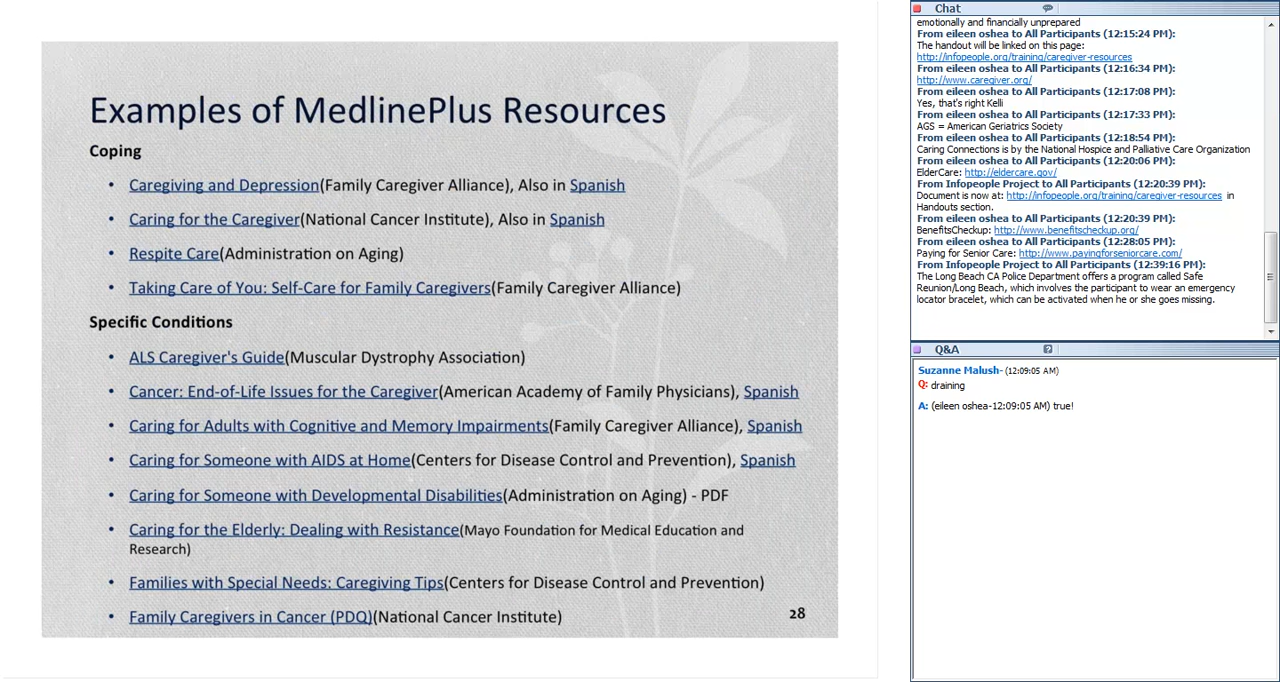 Examples of MedlinePlus Resources
Coping
• Caregiving and Depression(Family Caregiver Alliance), Also in Spanish
• Caring for the Caregiver(National Cancer Institute), Also in Spanish
• Respite Care(Administration on Aging)
• Taking Care of You: Self-Care for Family Caregivers(Family Caregiver Alliance)
Specific Conditions
• ALS Caregiver's Guide(Muscular Dystrophy Association)
• Cancer: End-of-Life Issues for the Caregiver(American Academy of Family Physicians), Spanish
• Caring for Adults with Cognitive and Memory Impairments(Family Caregiver Alliance), Spanish
• Caring for Someone with AIDS at Home(Centers for Disease Control and Prevention), Spanish
• Caring for Someone with Developmental Disabilities(Administration on Aging) - PDF
• Caring for the Elderly: Dealing with Resistance(Mayo Foundation for Medical Education and
Research)
• Families with Special Needs: Caregiving Tips(Centers for Disease Control and Prevention)
• Family Caregivers in Cancer (PDQ)(National Cancer Institute)
28
Chat
emotionally and financially unprepared
From eileen oshea to All Participants (12:15:24 PM):
The handout will be linked on this page:
http://infopeople.org/training/caregiver-resources
From eileen oshea to All Participants (12:16:34 PM):
http://www.caregiver.org/
From eileen oshea to All Participants (12:17:08 PM):
Yes, that's right Kelli
From eileen oshea to All Participants (12:17:33 PM):
AGS = American Geriatrics Society
From eileen oshea to All Participants (12:18:54 PM):
Caring Connections is by the National Hospice and Palliative Care Organization
From eileen oshea to All Participants (12:20:06 PM):
ElderCare: http://eldercare.gov/
From Infopeople Project to All Participants (12:20:39 PM):
Document is now at: http://infopeople.org/training/caregiver-resources in
Handouts section.
From eileen oshea to All Participants (12:20:39 PM):
BenefitsCheckup: http://www.benefitscheckup.org/
From eileen oshea to All Participants (12:28:05 PM):
Paying for Senior Care: http://www.payingforseniorcare.com/
From Infopeople Project to All Participants (12:39:16 PM):
The Long Beach CA Police Department offers a program called Safe
Reunion/Long Beach, which involves the participant to wear an emergency
locator bracelet, which can be activated when he or she goes missing.
Q&A
Suzanne Malush- (12:09:05 AM)
Q: draining
A: (eileen oshea-12:09:05 AM) true!